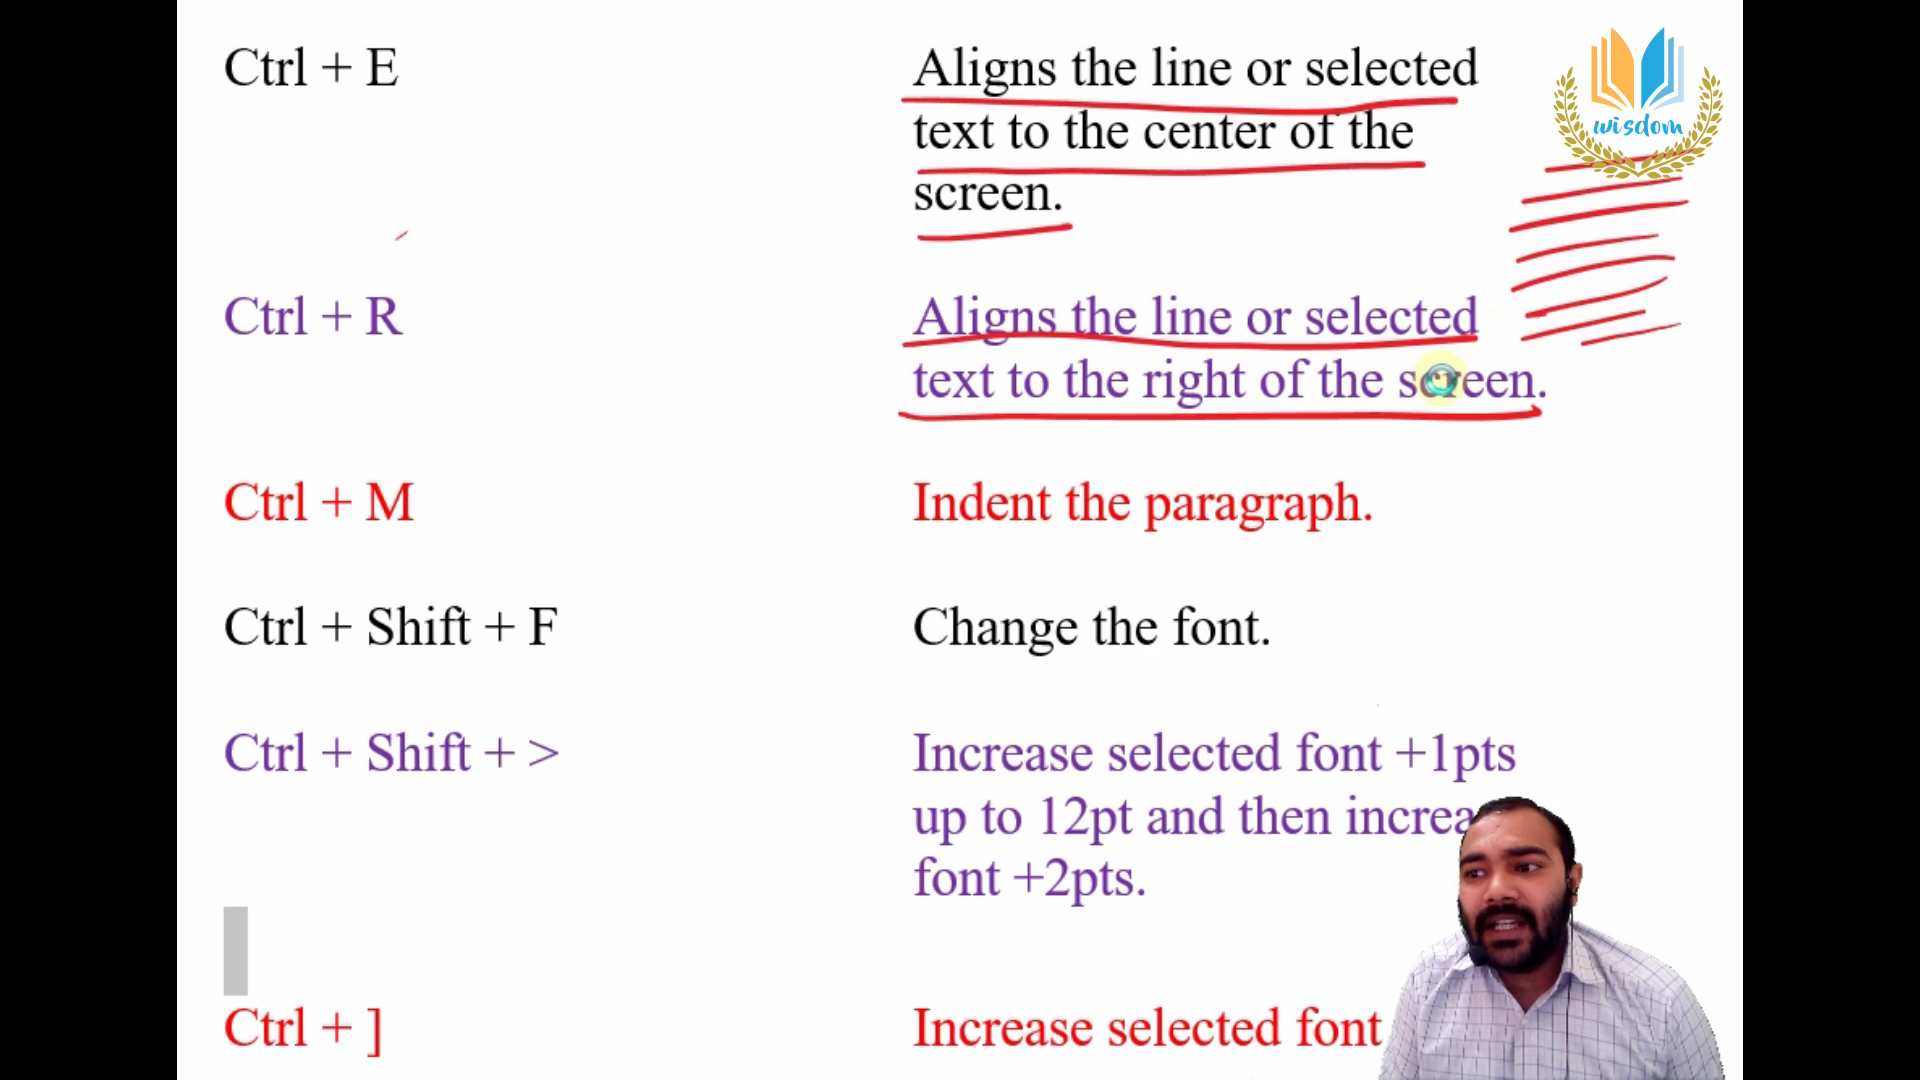 Ctrl + E
Aligns the line or selected
text to the center of the
screen.
wisdom
Ctrl + R
Aligns the line or selected
text to the right of the screen.
Ctrl + M
Indent the paragraph.
Ctrl + Shift + F
Change the font.
Ctrl + Shift + >
Increase selected font +1pts
up to 12pt and then increa
font +2pts.
Ctrl + ]
Increase selected font